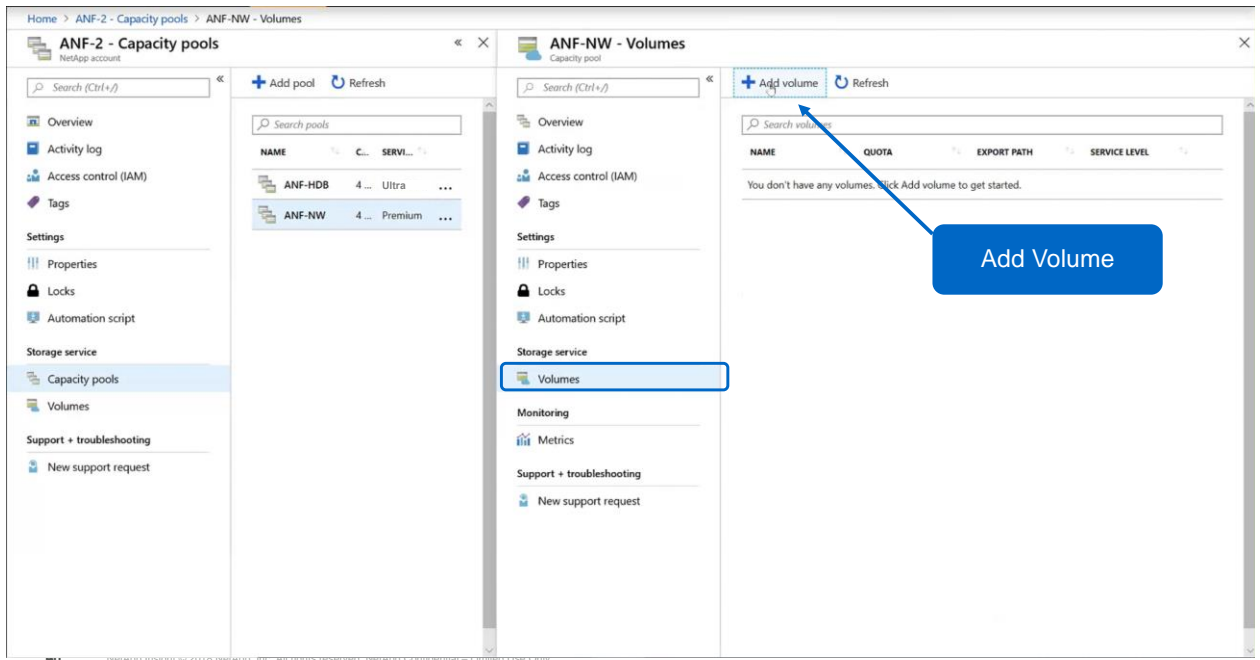 Home > ANF-2 - Capacity pools > ANF-NW - Volumes
ANF-2 - Capacity pools
NetApp account
Search (Ctrl+/)
Overview
Activity log
Access control (IAM)
Tags
Settings
Properties
Locks
Automation script
Storage service
Capacity pools
Volumes
Support + troubleshooting
New support request
Add pool Refresh
Search pools
NAME C... SERVI...
ANF-HDB 4 ... Ultra ...
ANF-NW 4 ... Premium ...
ANF-NW - Volumes
Capacity pool
Search (Ctrl+/)
Overview
Activity log
Access control (IAM)
Tags
Settings
Properties
Locks
Automation script
Storage service
Volumes
Monitoring
Metrics
Support + troubleshooting
New support request
Add volume Refresh
Search volumes
NAME QUOTA EXPORT PATH SERVICE LEVEL
You don't have any volumes. Click Add volume to get started.
Add Volume